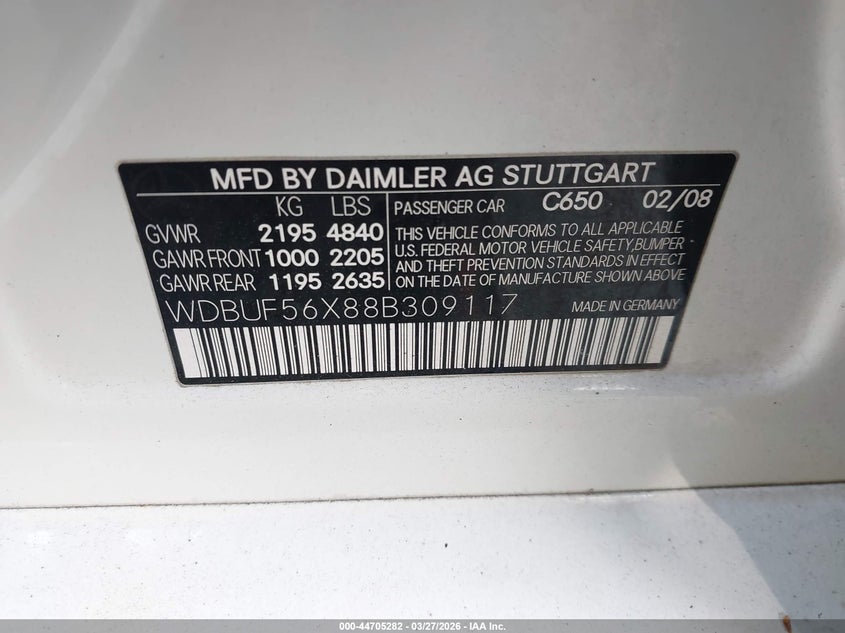 MFD BY DAIMLER AG STUTTGART
KG LBS
GVWR 2195 4840
GAWR FRONT 1000 2205
GAWR REAR 1195 2635
PASSENGER CAR C650 02/08
THIS VEHICLE CONFORMS TO ALL APPLICABLE
U.S. FEDERAL MOTOR VEHICLE SAFETY,BUMPER
AND THEFT PREVENTION STANDARDS IN EFFECT
ON THE DATE OF MANUFACTURE SHOWN ABOVE
WDBUF56X88B309117 MADE IN GERMANY
000-44705282 - 03/27/2026 - IAA Inc.